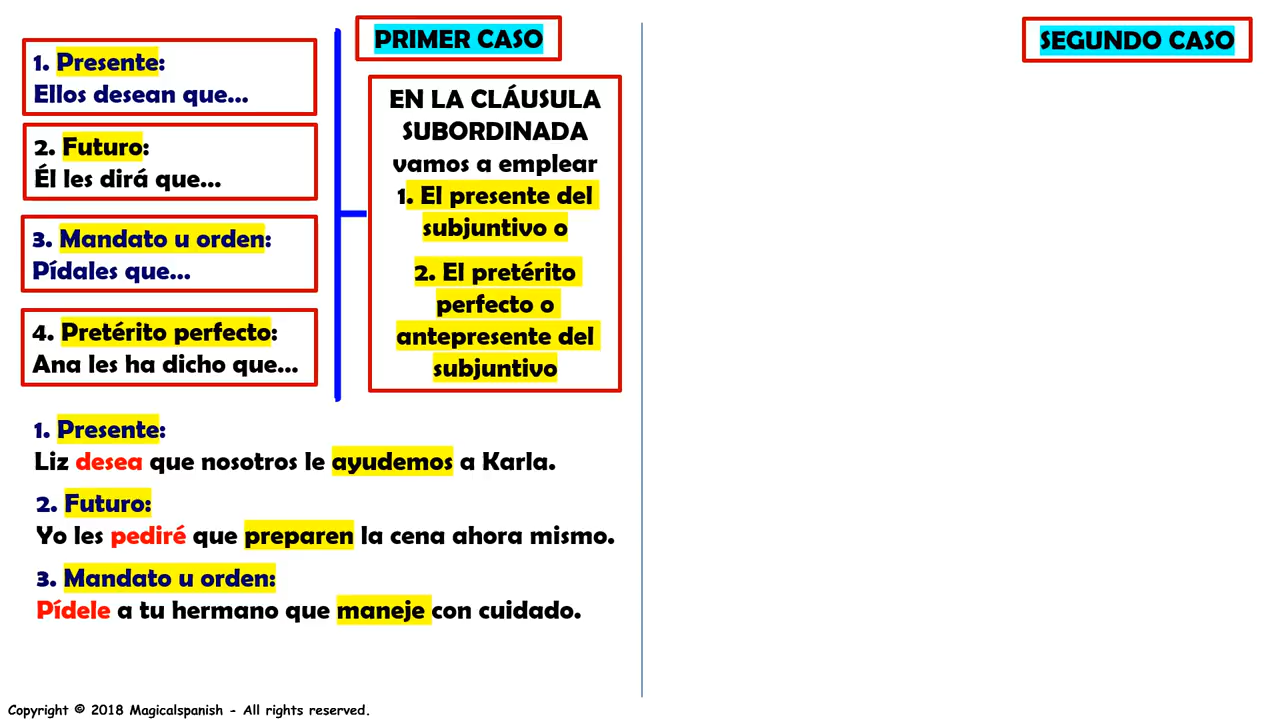 PRIMER CASO
SEGUNDO CASO
1. Presente:
Ellos desean que...
2. Futuro:
Él les dirá que...
3. Mandato u orden:
Pídales que...
4. Pretérito perfecto:
Ana les ha dicho que...
EN LA CLÁUSULA
SUBORDINADA
vamos a emplear
1. El presente del
subjuntivo o
2. El pretérito
perfecto o
antepresente del
subjuntivo
1. Presente:
Liz desea que nosotros le ayudemos a Karla.
2. Futuro:
Yo les pediré que preparen la cena ahora mismo.
3. Mandato u orden:
Pídele a tu hermano que maneje con cuidado.
Copyright © 2018 Magicalspanish - All rights reserved.